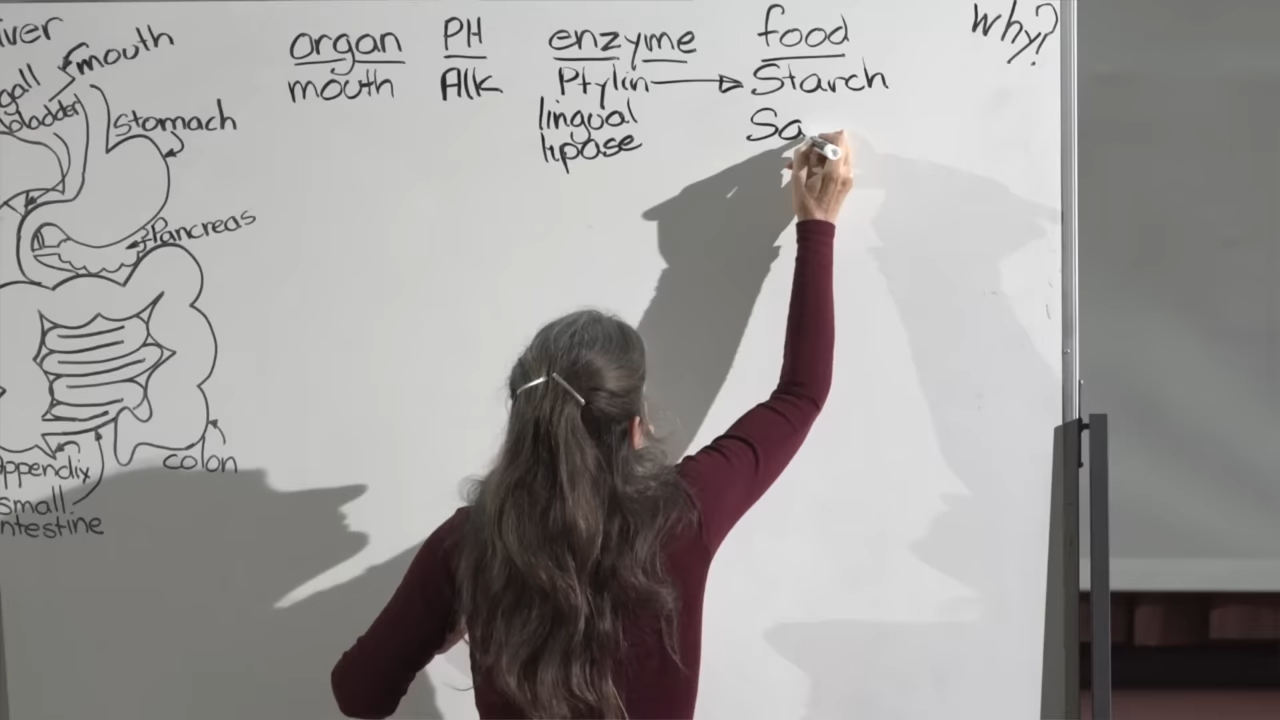 iver
mouth
gall
bladder
Stomach
Pancreas
Appendix
colon
small
ntestine
organ PH enzyme food why?
mouth Alk Ptylin Starch
lingual Sa
lipase